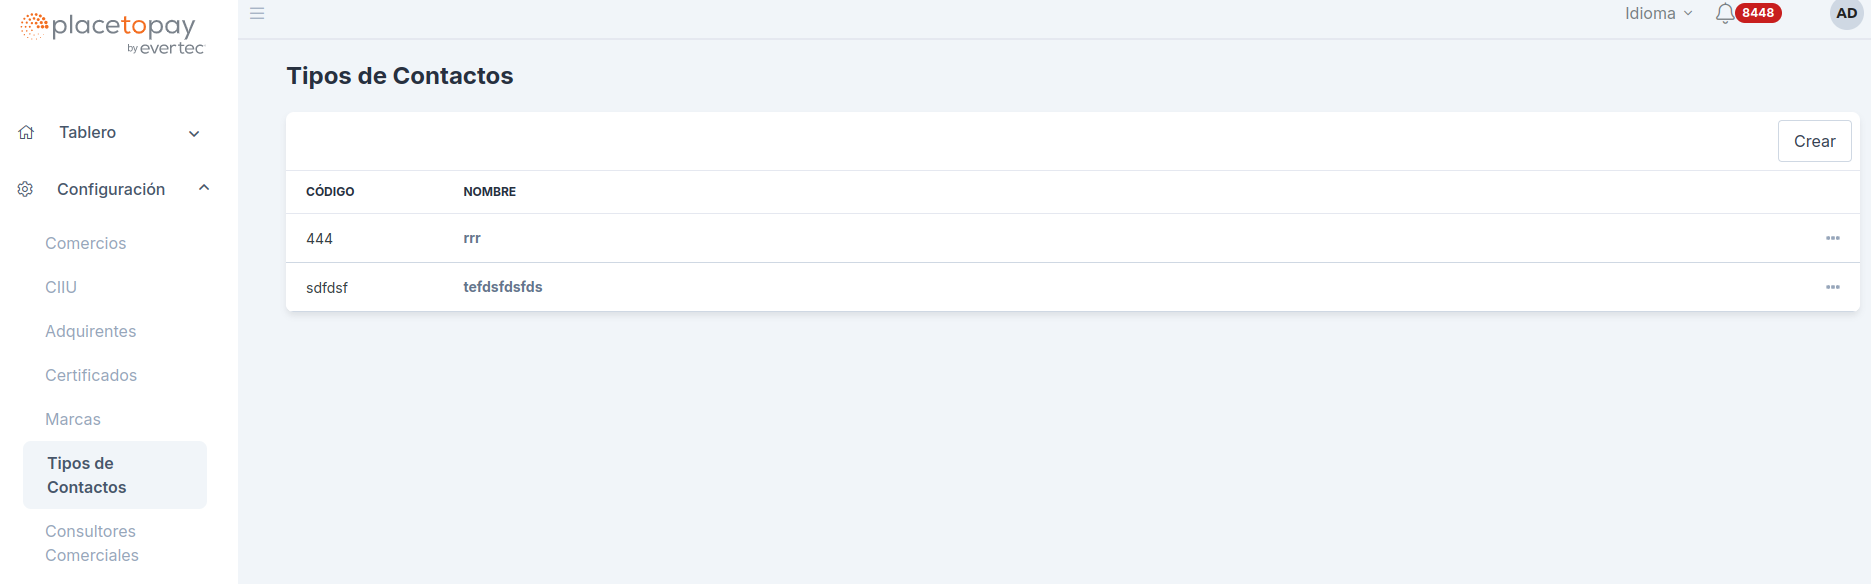 placetopay
by evertec
Idioma
8448
AD
Tablero
Configuración
Comercios
CIIU
Adquirentes
Certificados
Marcas
Tipos de
Contactos
Consultores
Comerciales
Tipos de Contactos
Crear
CÓDIGO NOMBRE
444 rrr
sdfdsf tefdsfdsfds